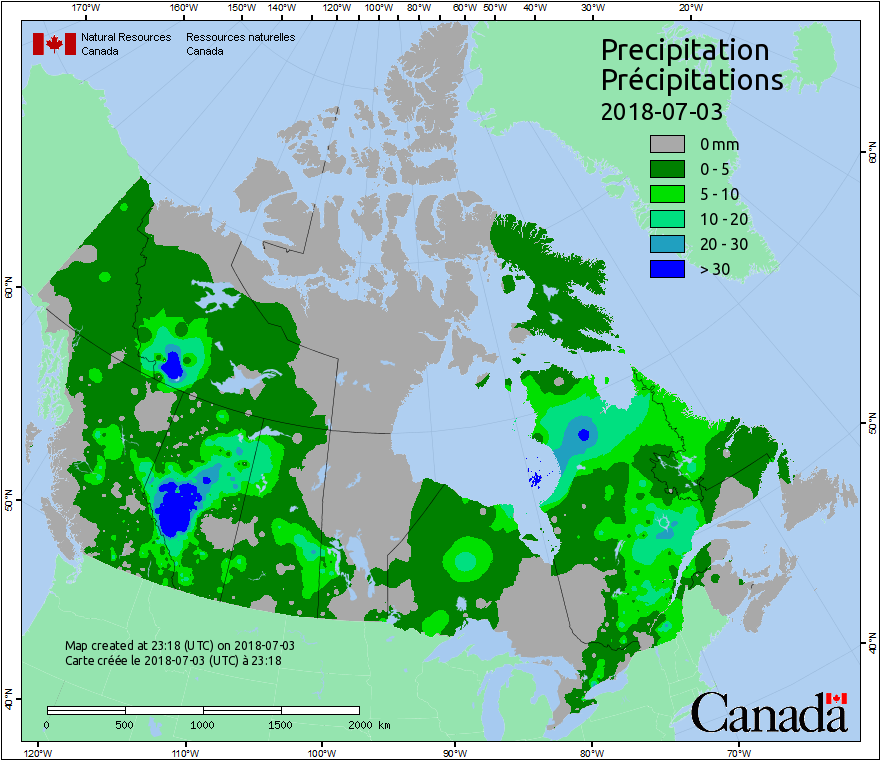 170°W 160°W 150°W 140°W 120°W 100°W 80°W 60°W 50°W 40°W 30°W 20°W
Natural Resources Ressources naturelles
Canada Canada
Precipitation
Précipitations
2018-07-03
0 mm
0 - 5
5 - 10
10 - 20
20 - 30
> 30
60°N 60°N
50°N 50°N
40°N 40°N
Map created at 23:18 (UTC) on 2018-07-03
Carte créée le 2018-07-03 (UTC) à 23:18
0 500 1000 1500 2000 km
Canada
120°W 110°W 100°W 90°W 80°W 70°W